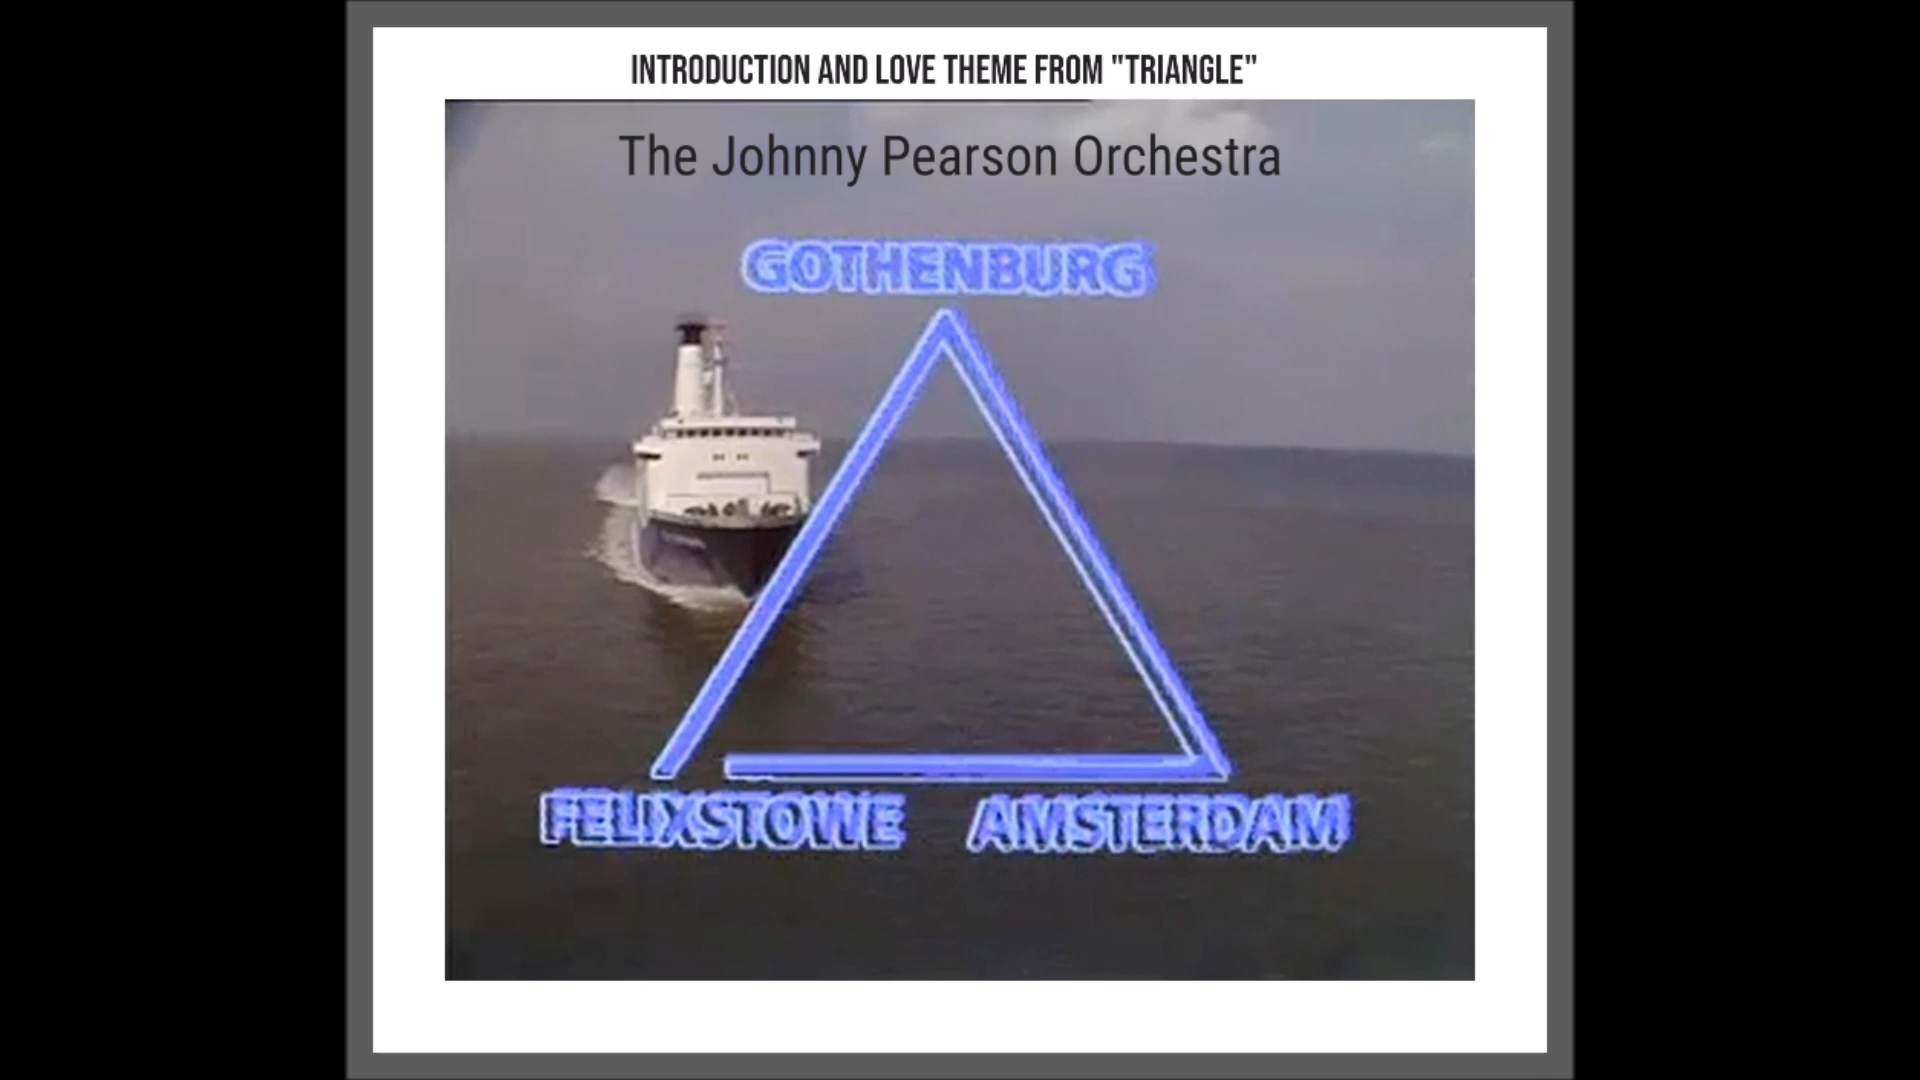 INTRODUCTION AND LOVE THEME FROM "TRIANGLE"
The Johnny Pearson Orchestra
GOTHENBURG
FELIXSTOWE AMSTERDAM